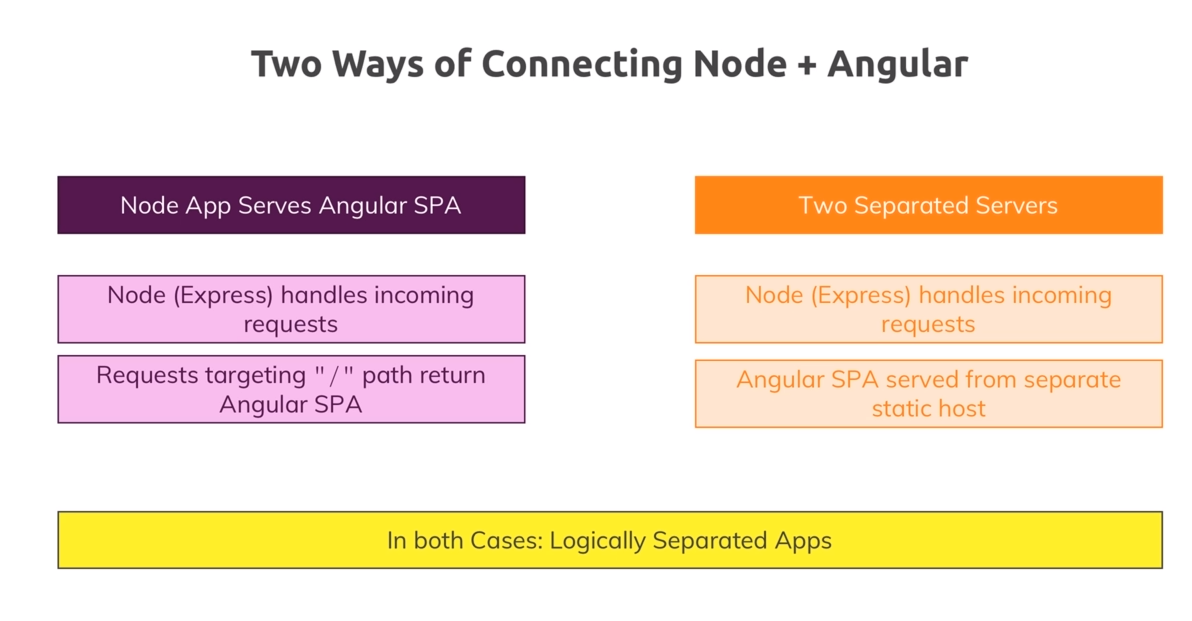 Two Ways of Connecting Node + Angular
Node App Serves Angular SPA
Node (Express) handles incoming
requests
Requests targeting "/" path return
Angular SPA
Two Separated Servers
Node (Express) handles incoming
requests
Angular SPA served from separate
static host
In both Cases: Logically Separated Apps